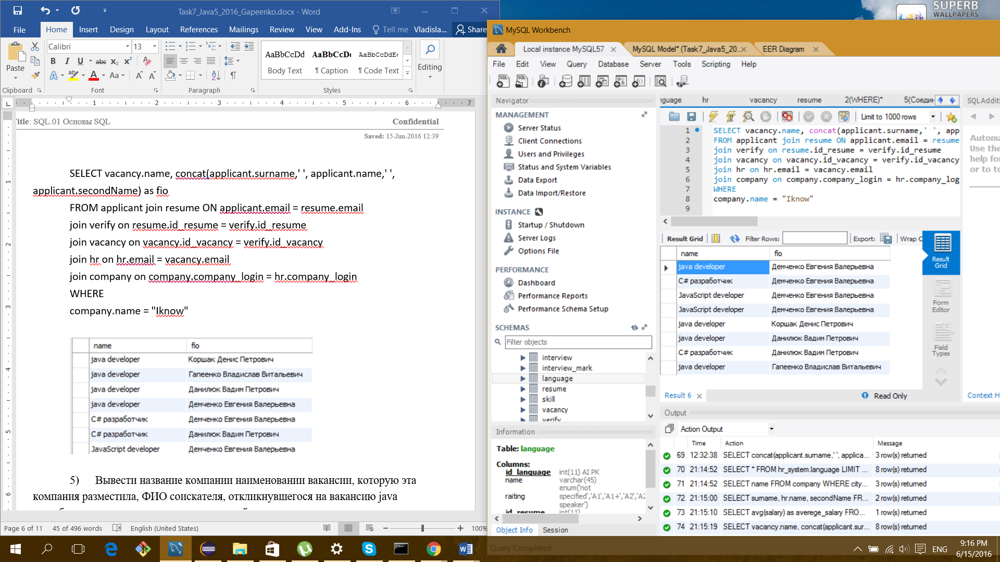 Task7_Java5_2016_Gapeenko.docx - Word
File Home Insert Design Layout References Mailings Review View Add-Ins Tell me Vladisla... Share
Calibri 13
Paste
B I U abc x₂ x²
Aa
AaBbCcDd AaBbCcDc AaBbCcDdEe
Body Text ¶ Caption ¶ Code Text
Editing
Clipboard Font Paragraph Styles
1 2 3 4 5 6 7
Title: SQL.01 Основы SQL Confidential
Saved: 15-Jun-2016 12:39
SELECT vacancy.name, concat(applicant.surname,' ', applicant.name,' ',
applicant.secondName) as fio
FROM applicant join resume ON applicant.email = resume.email
join verify on resume.id_resume = verify.id_resume
join vacancy on vacancy.id_vacancy = verify.id_vacancy
join hr on hr.email = vacancy.email
join company on company.company_login = hr.company_login
WHERE
company.name = "Iknow"
name fio
java developer Коршак Денис Петрович
java developer Гапеенко Владислав Витальевич
java developer Данилюк Вадим Петрович
java developer Демченко Евгения Валерьевна
C# разработчик Демченко Евгения Валерьевна
C# разработчик Данилюк Вадим Петрович
JavaScript developer Демченко Евгения Валерьевна
5) Вывести название компании наименовании вакансии, которую эта
компания разместила, ФИО соискателя, откликнувшегося на вакансию java
Page 6 of 11 45 of 496 words English (United States) 100%
SUPERB
WALLPAPERS
MySQL Workbench
Local instance MySQL57 MySQL Model* (Task7_Java5_20... EER Diagram
File Edit View Query Database Server Tools Scripting Help
Navigator
MANAGEMENT
Server Status
Client Connections
Users and Privileges
Status and System Variables
Data Export
Data Import/Restore
INSTANCE
Startup / Shutdown
Server Logs
Options File
PERFORMANCE
Dashboard
Performance Reports
Performance Schema Setup
SCHEMAS
Filter objects
interview
interview_mark
language
resume
skill
vacancy
verify
Information
Table: language
Columns:
id_language int(11) AI PK
name varchar(45)
raiting enum('not
specified','A1','A1+','A2','A2
speaker')
id_resume int(11)
Object Info Session
Query Completed
nguage hr vacancy resume 2(WHERE)* 5(Соедин
Limit to 1000 rows
1 SELECT vacancy.name, concat(applicant.surname,' ', app
2 FROM applicant join resume ON applicant.email = resume
3 join verify on resume.id_resume = verify.id_resume
4 join vacancy on vacancy.id_vacancy = verify.id_vacancy
5 join hr on hr.email = vacancy.email
6 join company on company.company_login = hr.company_log
7 WHERE
8 company.name = "Iknow"
9
Result Grid Filter Rows: Export: Wrap C
name fio
java developer Демченко Евгения Валерьевна
C# разработчик Демченко Евгения Валерьевна
JavaScript developer Демченко Евгения Валерьевна
JavaScript developer Демченко Евгения Валерьевна
java developer Коршак Денис Петрович
java developer Данилюк Вадим Петрович
C# разработчик Данилюк Вадим Петрович
java developer Гапеенко Владислав Витальевич
Result Grid
Form Editor
Field Types
Result 6 Read Only
SQLAdditi
Automa
Use the
help for
or to to
Context H
Output
Action Output
Time Action Message
69 12:32:38 SELECT concat(applicant.surname,' ', applica... 3 row(s) returned
70 21:14:52 SELECT * FROM hr_system.language LIMIT ... 8 row(s) returned
71 21:14:52 SELECT name FROM company WHERE city... 3 row(s) returned
72 21:15:00 SELECT surname, hr.name, secondName FR... 2 row(s) returned
73 21:15:10 SELECT avg(salary) as averege_salary FRO... 1 row(s) returned
74 21:15:19 SELECT vacancy.name, concat(applicant.sur... 8 row(s) returned
ENG
9:16 PM
6/15/2016